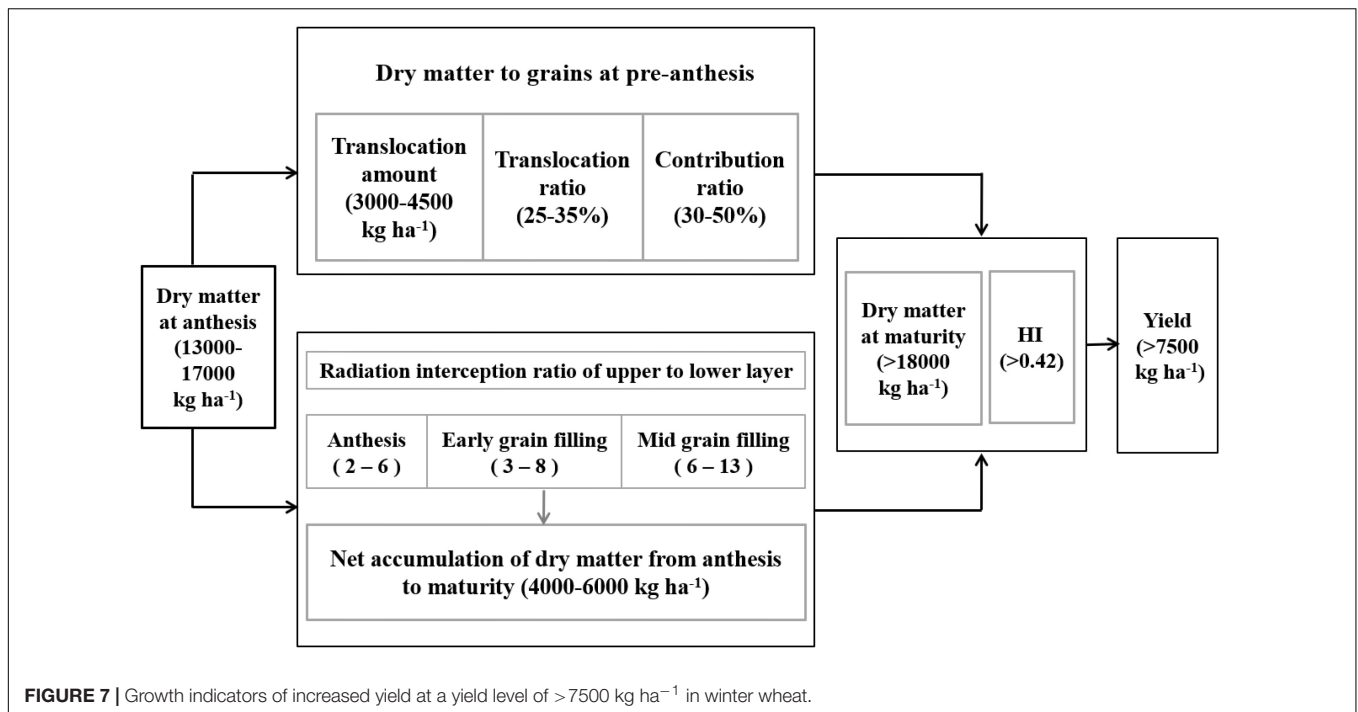 Dry matter to grains at pre-anthesis
Translocation
amount
(3000-4500
kg ha⁻¹)
Translocation
ratio
(25-35%)
Contribution
ratio
(30-50%)
Dry matter
at anthesis
(13000-
17000
kg ha⁻¹)
Radiation interception ratio of upper to lower layer
Anthesis
( 2 – 6 )
Early grain filling
( 3 – 8 )
Mid grain filling
( 6 – 13 )
Net accumulation of dry matter from anthesis
to maturity (4000-6000 kg ha⁻¹)
Dry matter
at maturity
(>18000
kg ha⁻¹)
HI
(>0.42)
Yield
(>7500
kg ha⁻¹)
FIGURE 7 | Growth indicators of increased yield at a yield level of >7500 kg ha⁻¹ in winter wheat.